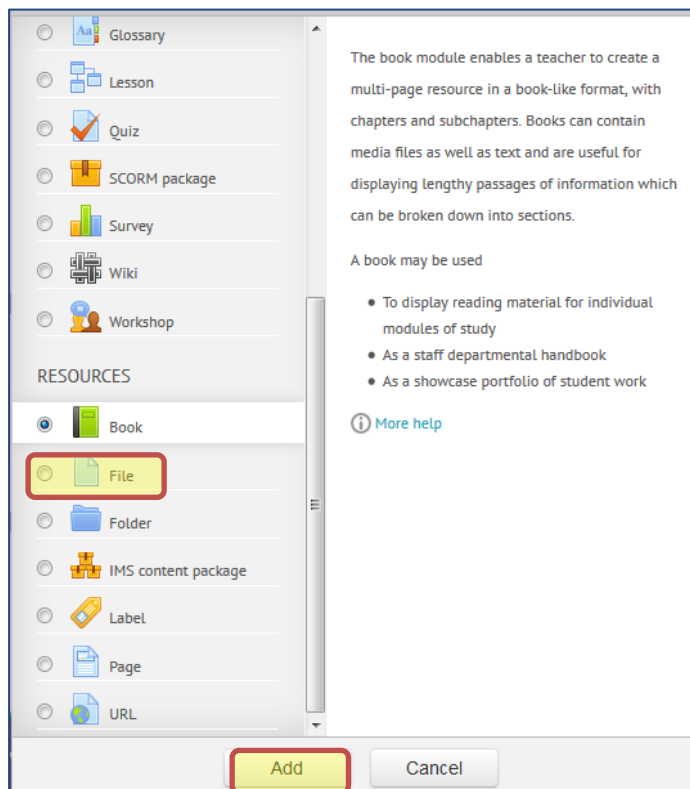 Aa
Glossary
Lesson
Quiz
SCORM package
Survey
Wiki
Workshop
RESOURCES
Book
File
Folder
IMS content package
Label
Page
URL
The book module enables a teacher to create a
multi-page resource in a book-like format, with
chapters and subchapters. Books can contain
media files as well as text and are useful for
displaying lengthy passages of information which
can be broken down into sections.
A book may be used
• To display reading material for individual
modules of study
• As a staff departmental handbook
• As a showcase portfolio of student work
More help
Add
Cancel